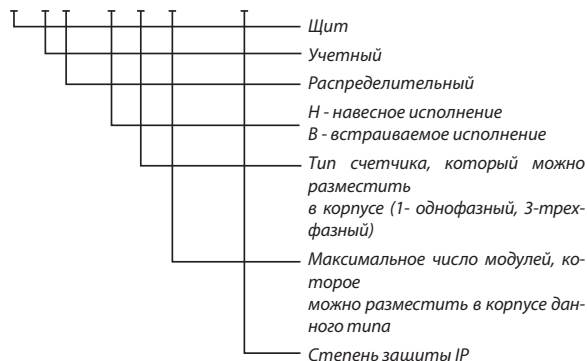 Щит
Учетный
Распределительный
Н - навесное исполнение
В - встраиваемое исполнение
Тип счетчика, который можно
разместить
в корпусе (1- однофазный, 3-трех-
фазный)
Максимальное число модулей, ко-
торое
можно разместить в корпусе дан-
ного типа
Степень защиты IP